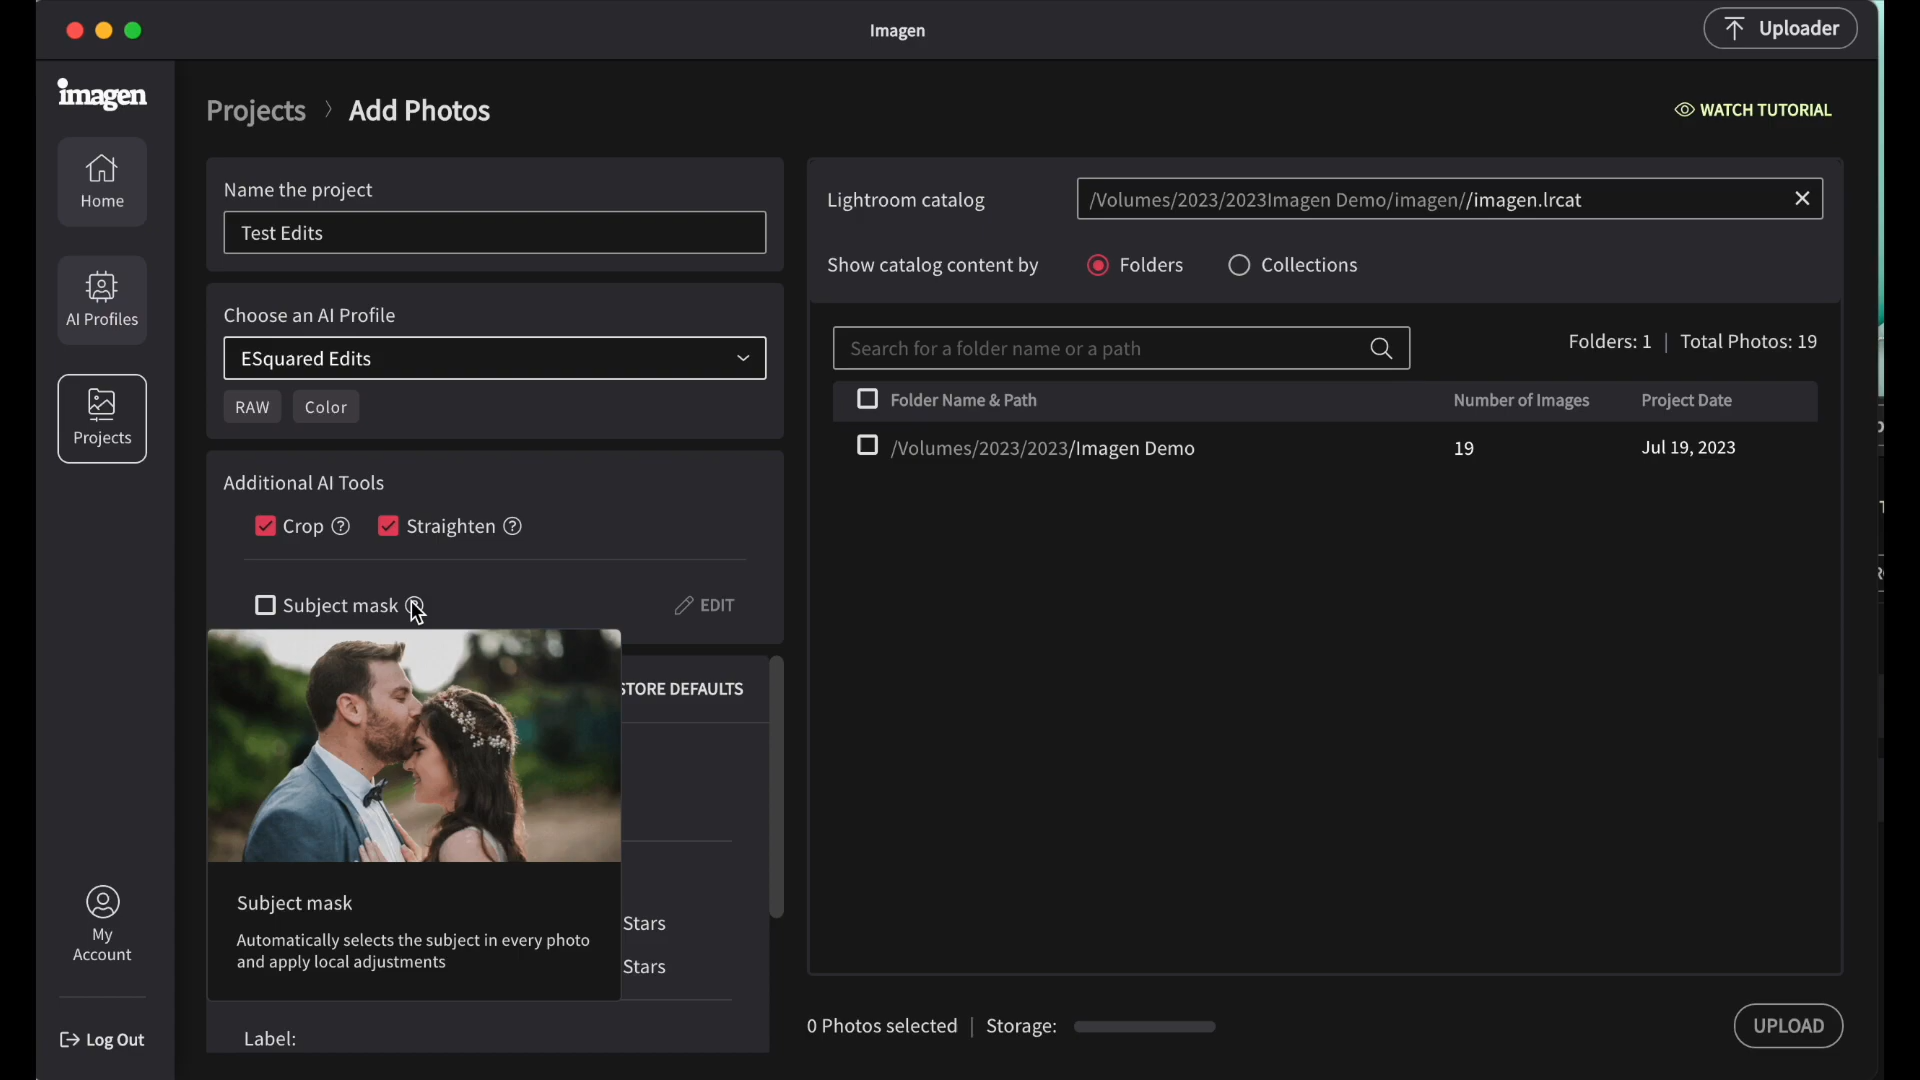 Imagen
Uploader
imagen
Projects > Add Photos
WATCH TUTORIAL
Home
AI Profiles
Projects
My
Account
Log Out
Name the project
Test Edits
Choose an AI Profile
ESquared Edits
RAW Color
Additional AI Tools
Crop ? Straighten ?
Subject mask
EDIT
STORE DEFAULTS
Subject mask
Automatically selects the subject in every photo
and apply local adjustments
Stars
Stars
Label:
Lightroom catalog
/Volumes/2023/2023Imagen Demo/imagen//imagen.lrcat
Show catalog content by Folders Collections
Search for a folder name or a path
Folders: 1 | Total Photos: 19
Folder Name & Path Number of Images Project Date
/Volumes/2023/2023/Imagen Demo 19 Jul 19, 2023
0 Photos selected | Storage:
UPLOAD